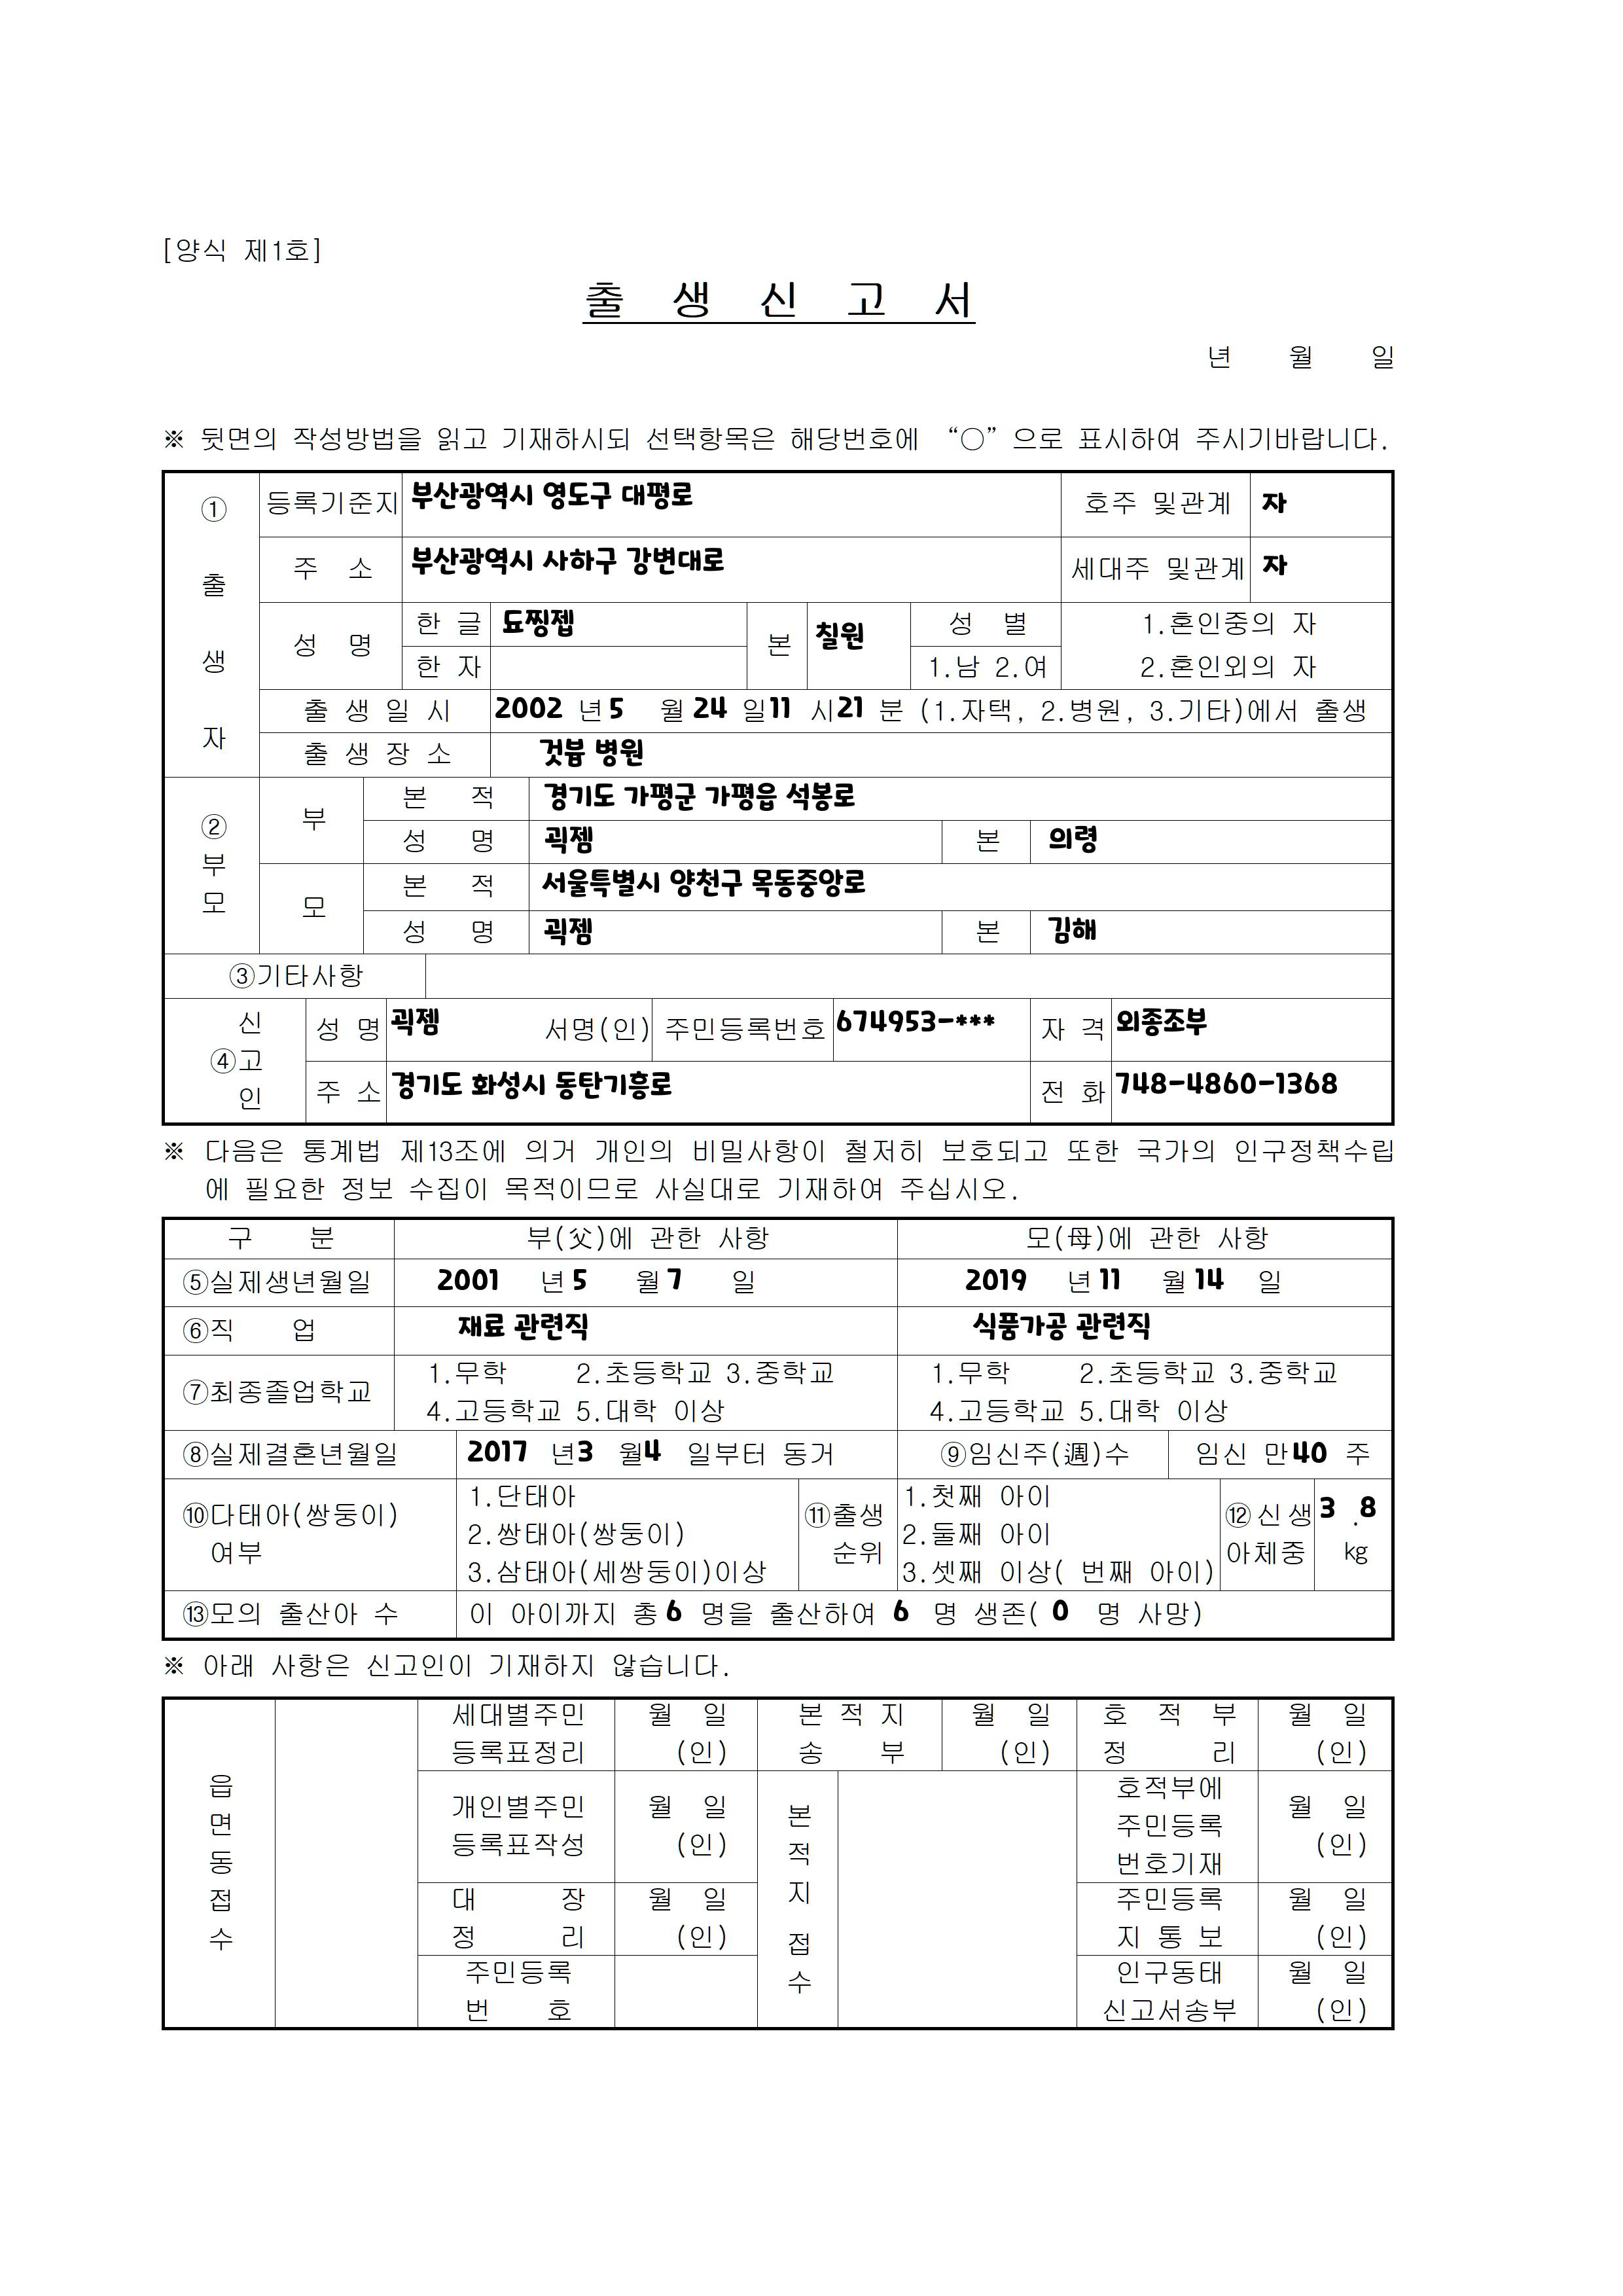 [양식 제1호]
출 생 신 고 서
년 월 일
※ 뒷면의 작성방법을 읽고 기재하시되 선택항목은 해당번호에 “○”으로 표시하여 주시기바랍니다.
① 출 생 자
등록기준지 부산광역시 영도구 대평로 호주 및관계 자
주 소 부산광역시 사하구 강변대로 세대주 및관계 자
성 명 한 글 됴찡젭 본 칠원 성 별 1.혼인중의 자
한 자 1.남 2.여 2.혼인외의 자
출 생 일 시 2002 년 5 월 24 일 11 시 21 분 (1.자택, 2.병원, 3.기타)에서 출생
출 생 장 소 것븀 병원
② 부 모
부 본 적 경기도 가평군 가평읍 석봉로
성 명 괵젬 본 의령
모 본 적 서울특별시 양천구 목동중앙로
성 명 괵젬 본 김해
③기타사항
④ 신 고 인
성 명 괵젬 서명(인) 주민등록번호 674953-*** 자 격 외종조부
주 소 경기도 화성시 동탄기흥로 전 화 748-4860-1368
※ 다음은 통계법 제13조에 의거 개인의 비밀사항이 철저히 보호되고 또한 국가의 인구정책수립
에 필요한 정보 수집이 목적이므로 사실대로 기재하여 주십시오.
구 분 부(父)에 관한 사항 모(母)에 관한 사항
⑤실제생년월일 2001 년 5 월 7 일 2019 년 11 월 14 일
⑥직 업 재료 관련직 식품가공 관련직
⑦최종졸업학교
1.무학 2.초등학교 3.중학교 1.무학 2.초등학교 3.중학교
4.고등학교 5.대학 이상 4.고등학교 5.대학 이상
⑧실제결혼년월일 2017 년 3 월 4 일부터 동거 ⑨임신주(週)수 임신 만 40 주
⑩다태아(쌍둥이) 여부
1.단태아
2.쌍태아(쌍둥이)
3.삼태아(세쌍둥이)이상
⑪출생 순위
1.첫째 아이
2.둘째 아이
3.셋째 이상( 번째 아이)
⑫신생 아체중
3 .8
kg
⑬모의 출산아 수 이 아이까지 총 6 명을 출산하여 6 명 생존( 0 명 사망)
※ 아래 사항은 신고인이 기재하지 않습니다.
읍 면 동 접 수
세대별주민 월 일 본 적 지 월 일 호 적 부 월 일
등록표정리 (인) 송 부 (인) 정 리 (인)
개인별주민 월 일
등록표작성 (인)
본 적 지 접 수
호적부에
주민등록 월 일
번호기재 (인)
대 장 월 일 주민등록 월 일
정 리 (인) 지 통 보 (인)
주민등록 인구동태 월 일
번 호 신고서송부 (인)